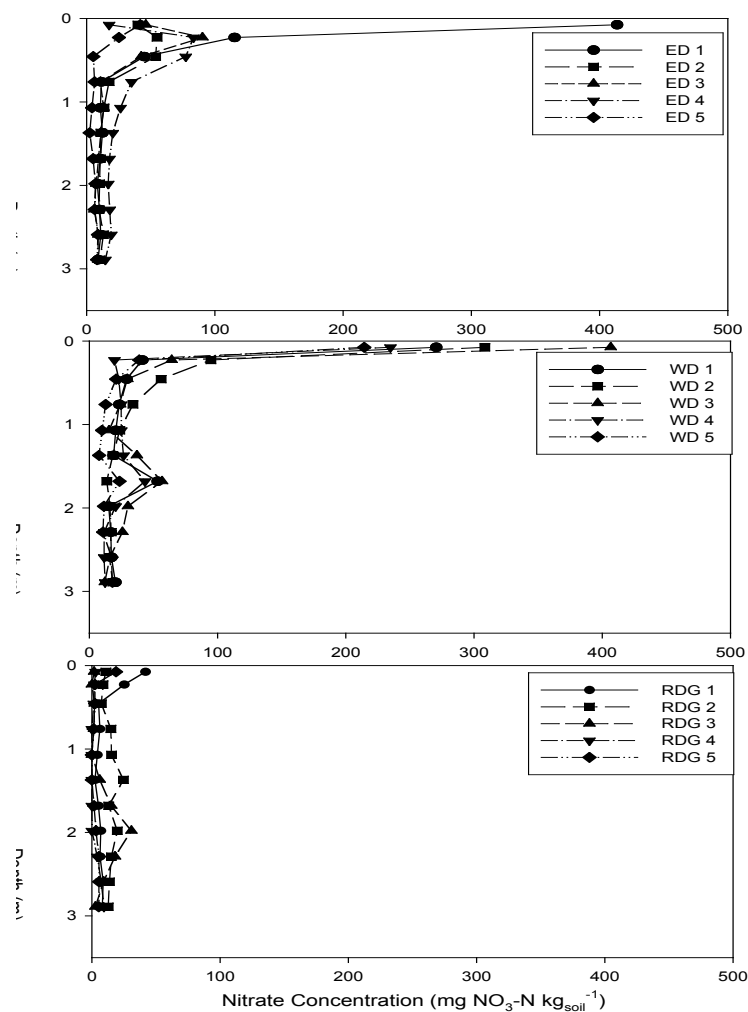 0
1
2
3
0 100 200 300 400 500
ED 1
ED 2
ED 3
ED 4
ED 5
0
1
2
3
0 100 200 300 400 500
WD 1
WD 2
WD 3
WD 4
WD 5
0
1
2
3
0 100 200 300 400 500
RDG 1
RDG 2
RDG 3
RDG 4
RDG 5
Nitrate Concentration (mg NO₃-N kg_soil⁻¹)